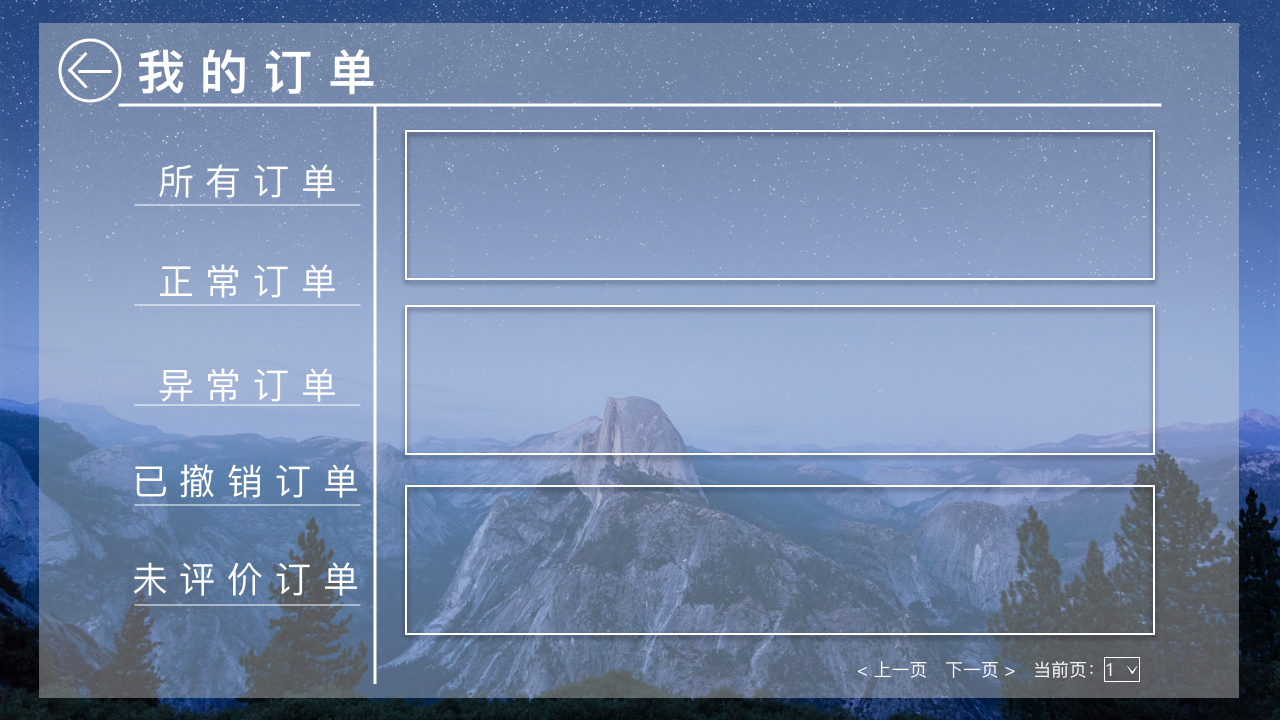 我的订单
所有订单
正常订单
异常订单
已撤销订单
未评价订单
< 上一页 下一页 > 当前页: 1